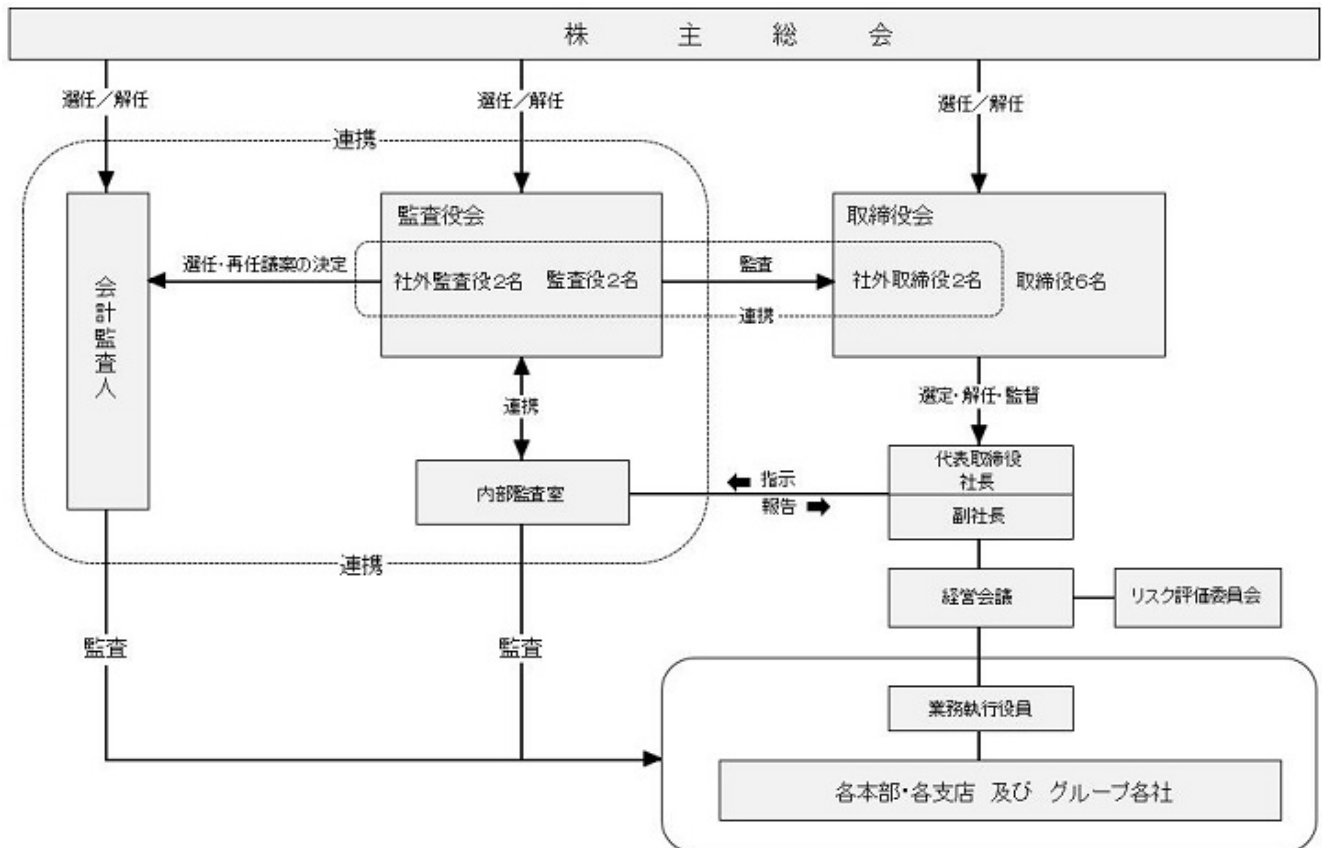 株主総会
選任／解任
選任／解任
選任／解任
連携
監査役会
取締役会
選任・再任議案の決定
社外監査役2名
監査役2名
監査
社外取締役2名
取締役6名
連携
会計監査人
選定・解任・監督
連携
代表取締役
社長
副社長
内部監査室
指示
報告
連携
経営会議
リスク評価委員会
監査
監査
業務執行役員
各本部・各支店 及び グループ各社